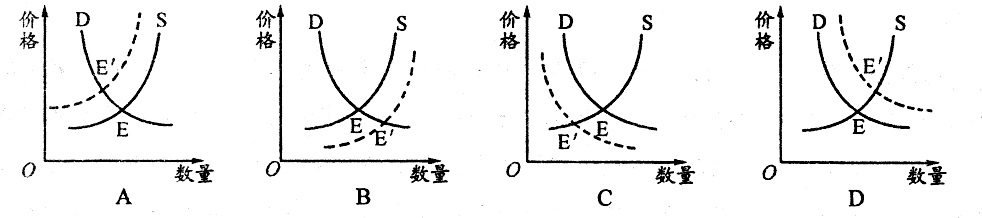 价格 D S E′ E O 数量
A
价格 D S E E′ O 数量
B
价格 D S E′ E O 数量
C
价格 D S E′ E O 数量
D